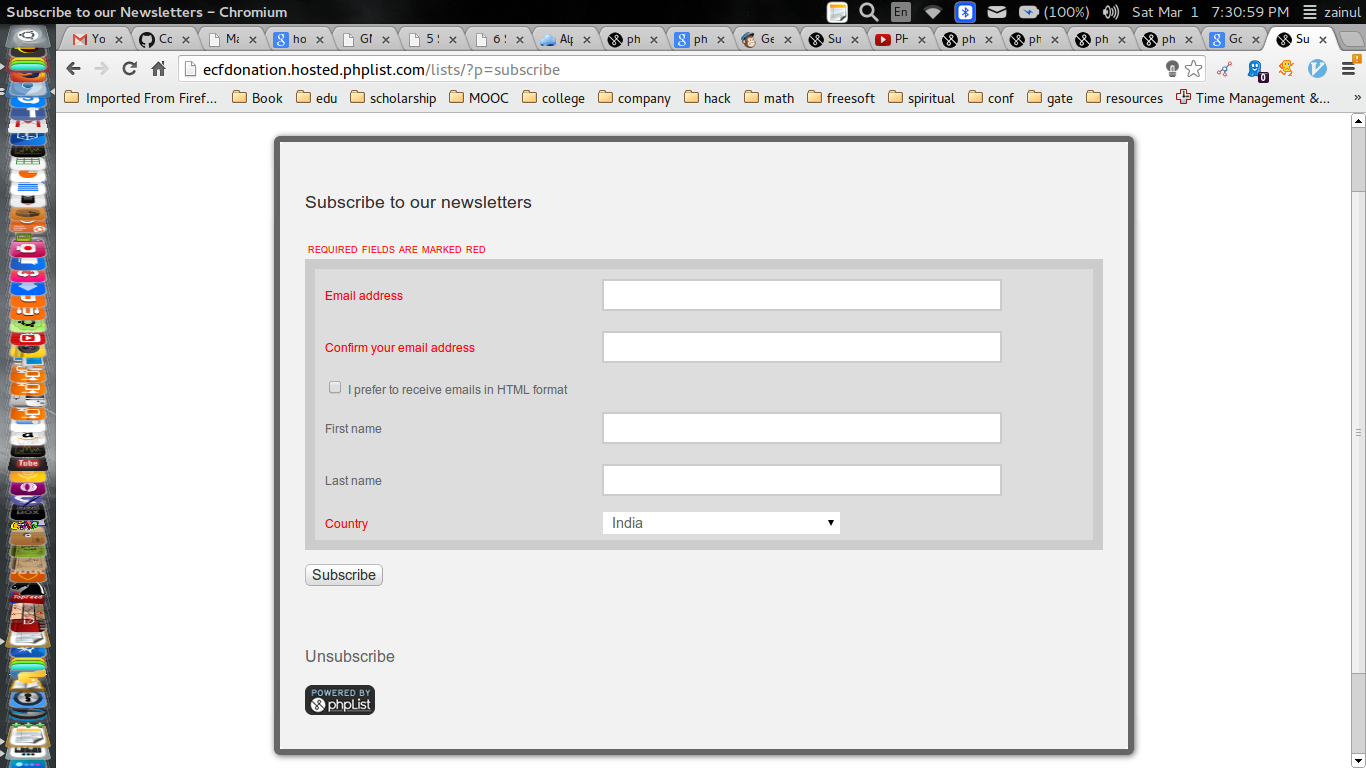 Subscribe to our Newsletters – Chromium
En
(100%)
Sat Mar 1 7:30:59 PM
zainul
Yo
Co
Ma
ho
GM
5 S
6 S
Alp
ph
ph
Ge
Su
PH
ph
ph
ph
ph
Go
Su
ecfdonation.hosted.phplist.com/lists/?p=subscribe
0
Imported From Firef...
Book
edu
scholarship
MOOC
college
company
hack
math
freesoft
spiritual
conf
gate
resources
Time Management &...
»
Subscribe to our newsletters
REQUIRED FIELDS ARE MARKED RED
Email address
Confirm your email address
I prefer to receive emails in HTML format
First name
Last name
Country
India
Subscribe
Unsubscribe
POWERED BY
phpList
Tube